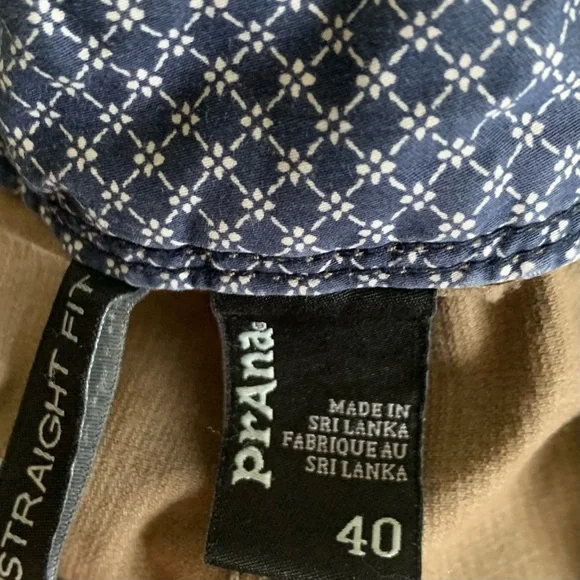 STRAIGHT FIT
prAna®
MADE IN
SRI LANKA
FABRIQUE AU
SRI LANKA
40